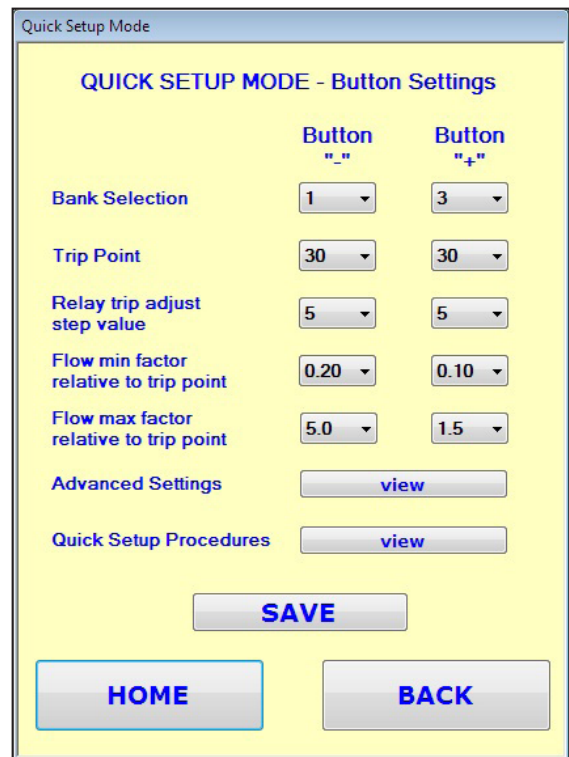 Quick Setup Mode
QUICK SETUP MODE - Button Settings
Button Button
"-" "+"
Bank Selection 1 3
Trip Point 30 30
Relay trip adjust
step value 5 5
Flow min factor
relative to trip point 0.20 0.10
Flow max factor
relative to trip point 5.0 1.5
Advanced Settings view
Quick Setup Procedures view
SAVE
HOME BACK